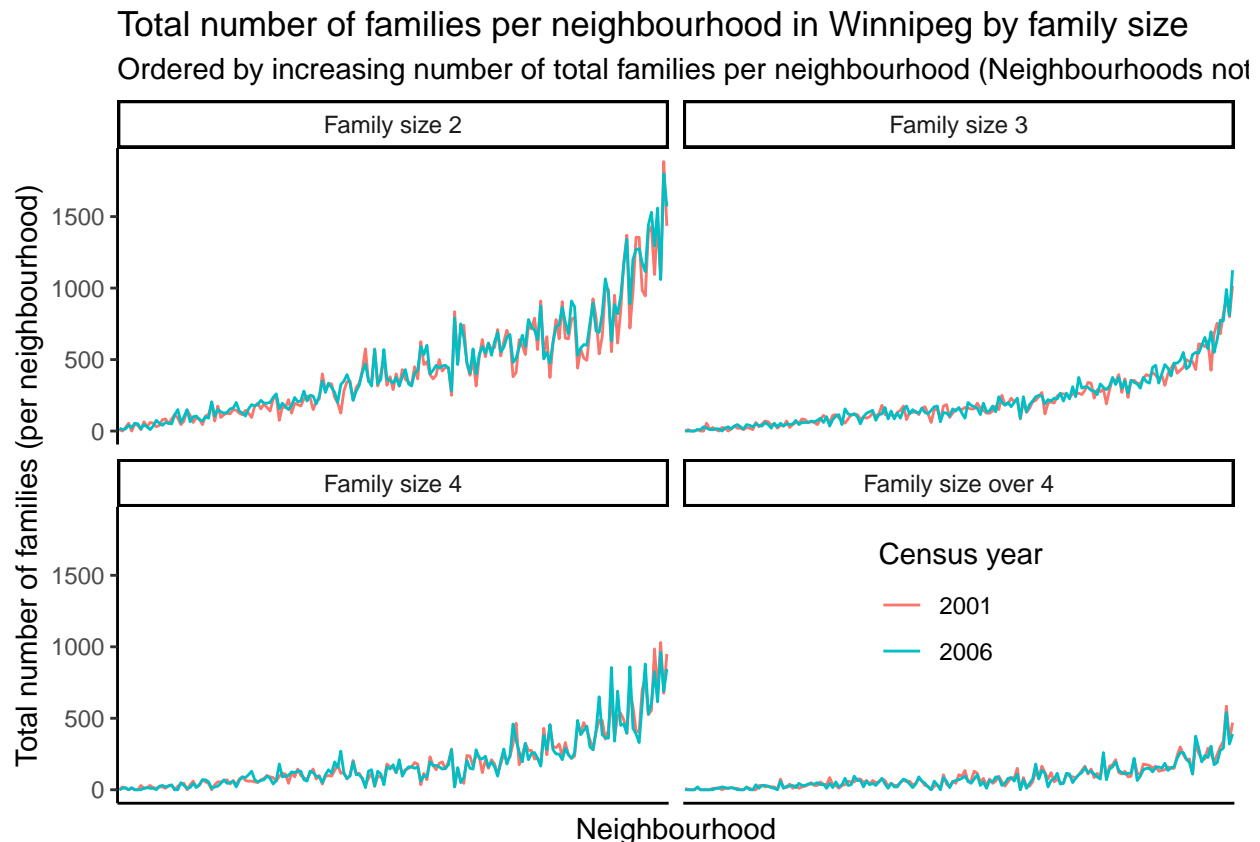 Total number of families per neighbourhood in Winnipeg by family size
Ordered by increasing number of total families per neighbourhood (Neighbourhoods not
Family size 2
Family size 3
Total number of families (per neighbourhood)
1500
1000
500
0
Family size 4
Family size over 4
1500
1000
500
0
Census year
2001
2006
Neighbourhood